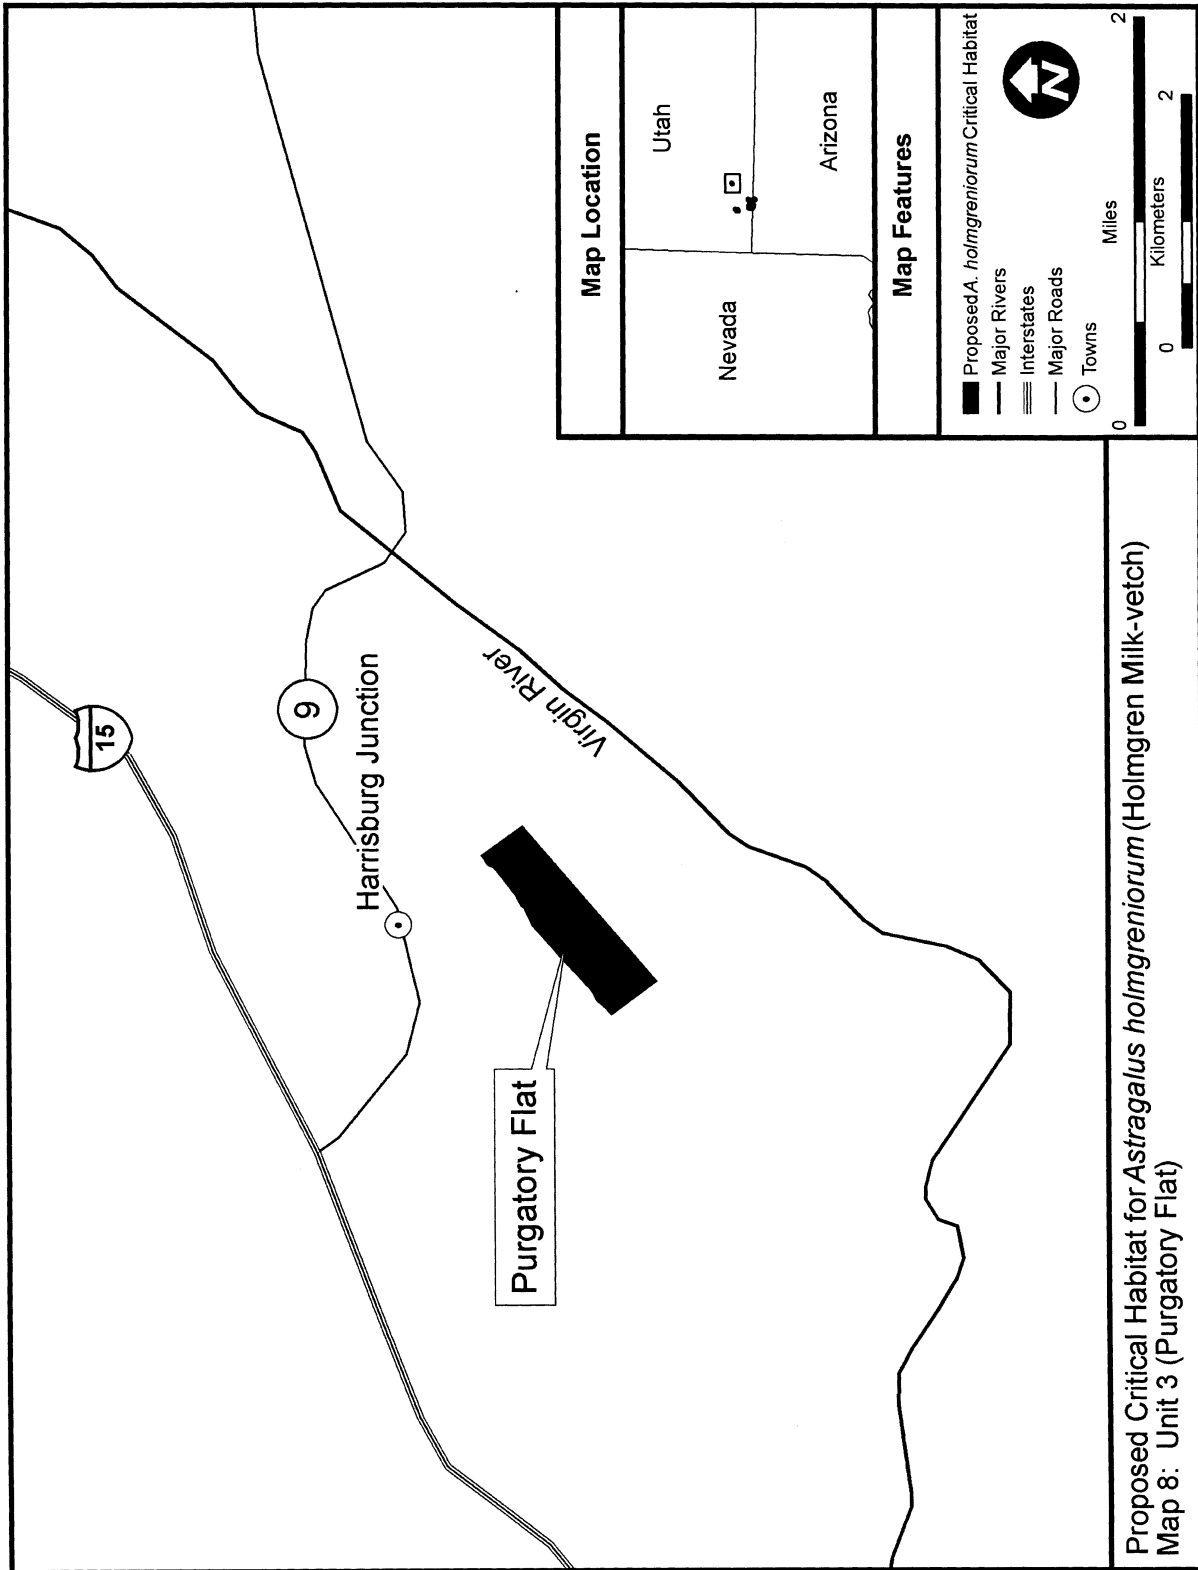 15
9
Harrisburg Junction
Virgin River
Purgatory Flat
Map Location
Utah
Nevada
Arizona
Map Features
Proposed A. holmgreniorum Critical Habitat
Major Rivers
Interstates
Major Roads
Towns
N
0 2
Miles
Kilometers
0 2
Proposed Critical Habitat for Astragalus holmgreniorum (Holmgren Milk-vetch)
Map 8: Unit 3 (Purgatory Flat)